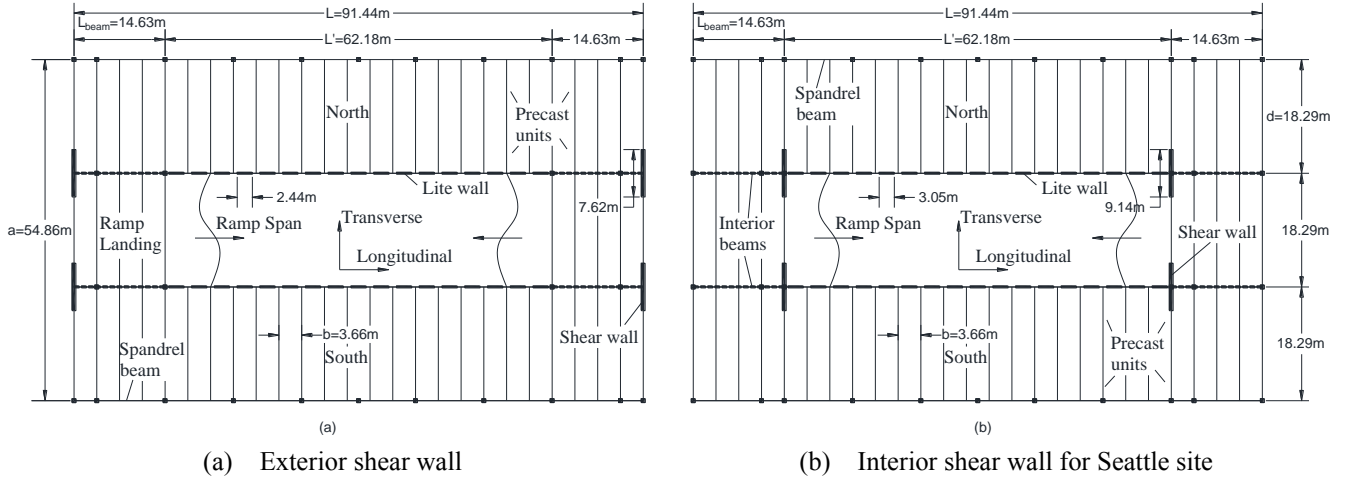 L=91.44m
L=91.44m
Lbeam=14.63m
L'=62.18m
14.63m
Lbeam=14.63m
L'=62.18m
14.63m
North
Precast
units
Spandrel
beam
North
d=18.29m
Lite wall
2.44m
7.62m
Lite wall
3.05m
9.14m
a=54.86m
Ramp
Landing
Ramp Span
Transverse
Longitudinal
Interior
beams
Ramp Span
Transverse
Longitudinal
Shear wall
18.29m
b=3.66m
South
Shear wall
Spandrel
beam
b=3.66m
South
Precast
units
18.29m
(a)
(b)
(a) Exterior shear wall
(b) Interior shear wall for Seattle site